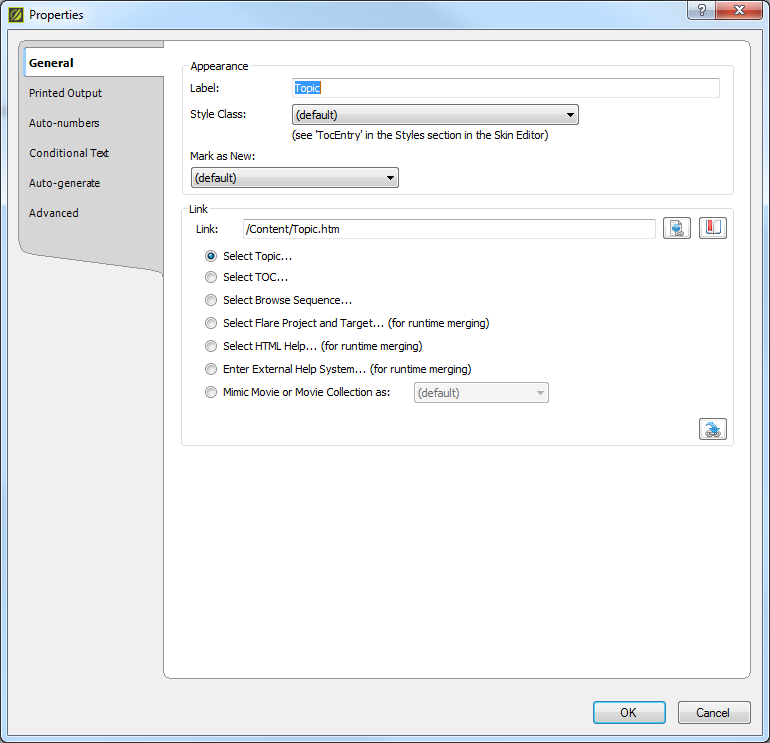 Properties
General
Printed Output
Auto-numbers
Conditional Text
Auto-generate
Advanced
Appearance
Label: Topic
Style Class: (default)
(see 'TocEntry' in the Styles section in the Skin Editor)
Mark as New:
(default)
Link
Link: /Content/Topic.htm
Select Topic...
Select TOC...
Select Browse Sequence...
Select Flare Project and Target... (for runtime merging)
Select HTML Help... (for runtime merging)
Enter External Help System... (for runtime merging)
Mimic Movie or Movie Collection as: (default)
OK Cancel